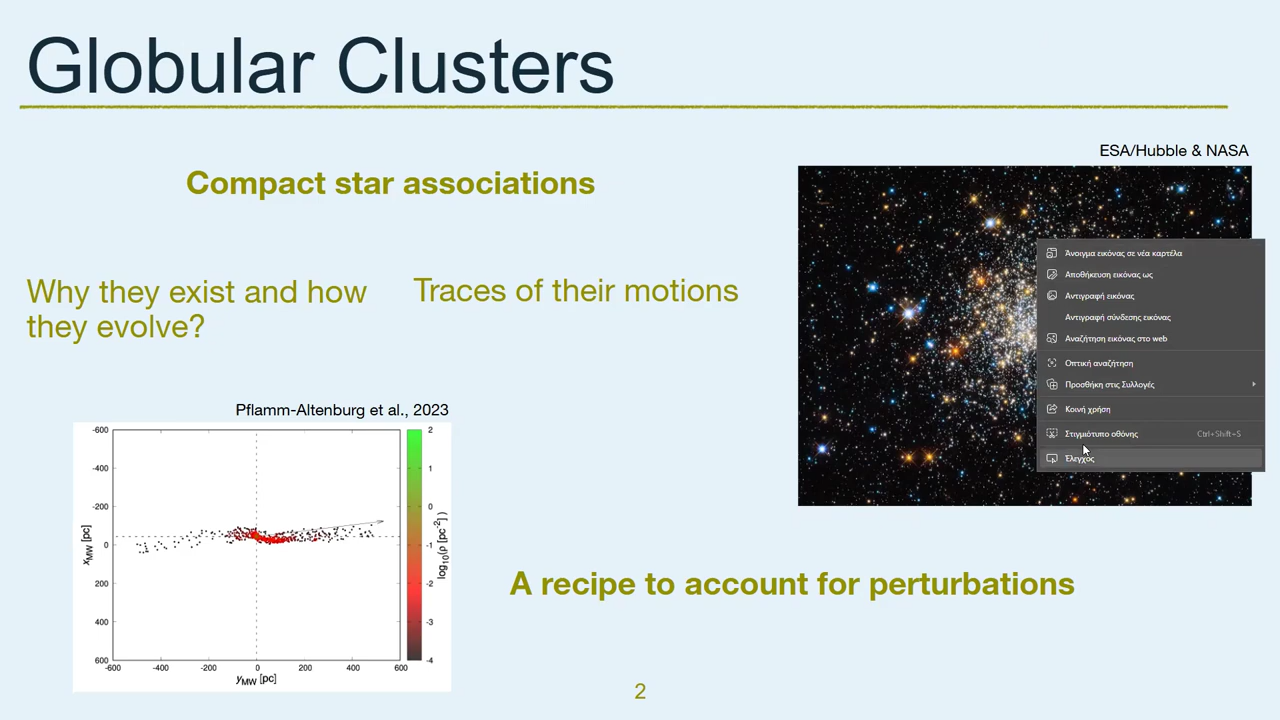 Globular Clusters
ESA/Hubble & NASA
Compact star associations
Why they exist and how
they evolve?
Traces of their motions
Άνοιγμα εικόνας σε νέα καρτέλα
Αποθήκευση εικόνας ως
Αντιγραφή εικόνας
Αντιγραφή σύνδεσης εικόνας
Αναζήτηση εικόνας στο web
Οπτική αναζήτηση
Προσθήκη στις Συλλογές
Κοινή χρήση
Στιγμιότυπο οθόνης Ctrl+Shift+S
Έλεγχος
Pflamm-Altenburg et al., 2023
-600
-400
-200
0
200
400
600
x_MW [pc]
-600 -400 -200 0 200 400 600
y_MW [pc]
2
1
0
-1
-2
-3
-4
log10(ρ [pc^-2])
A recipe to account for perturbations
2